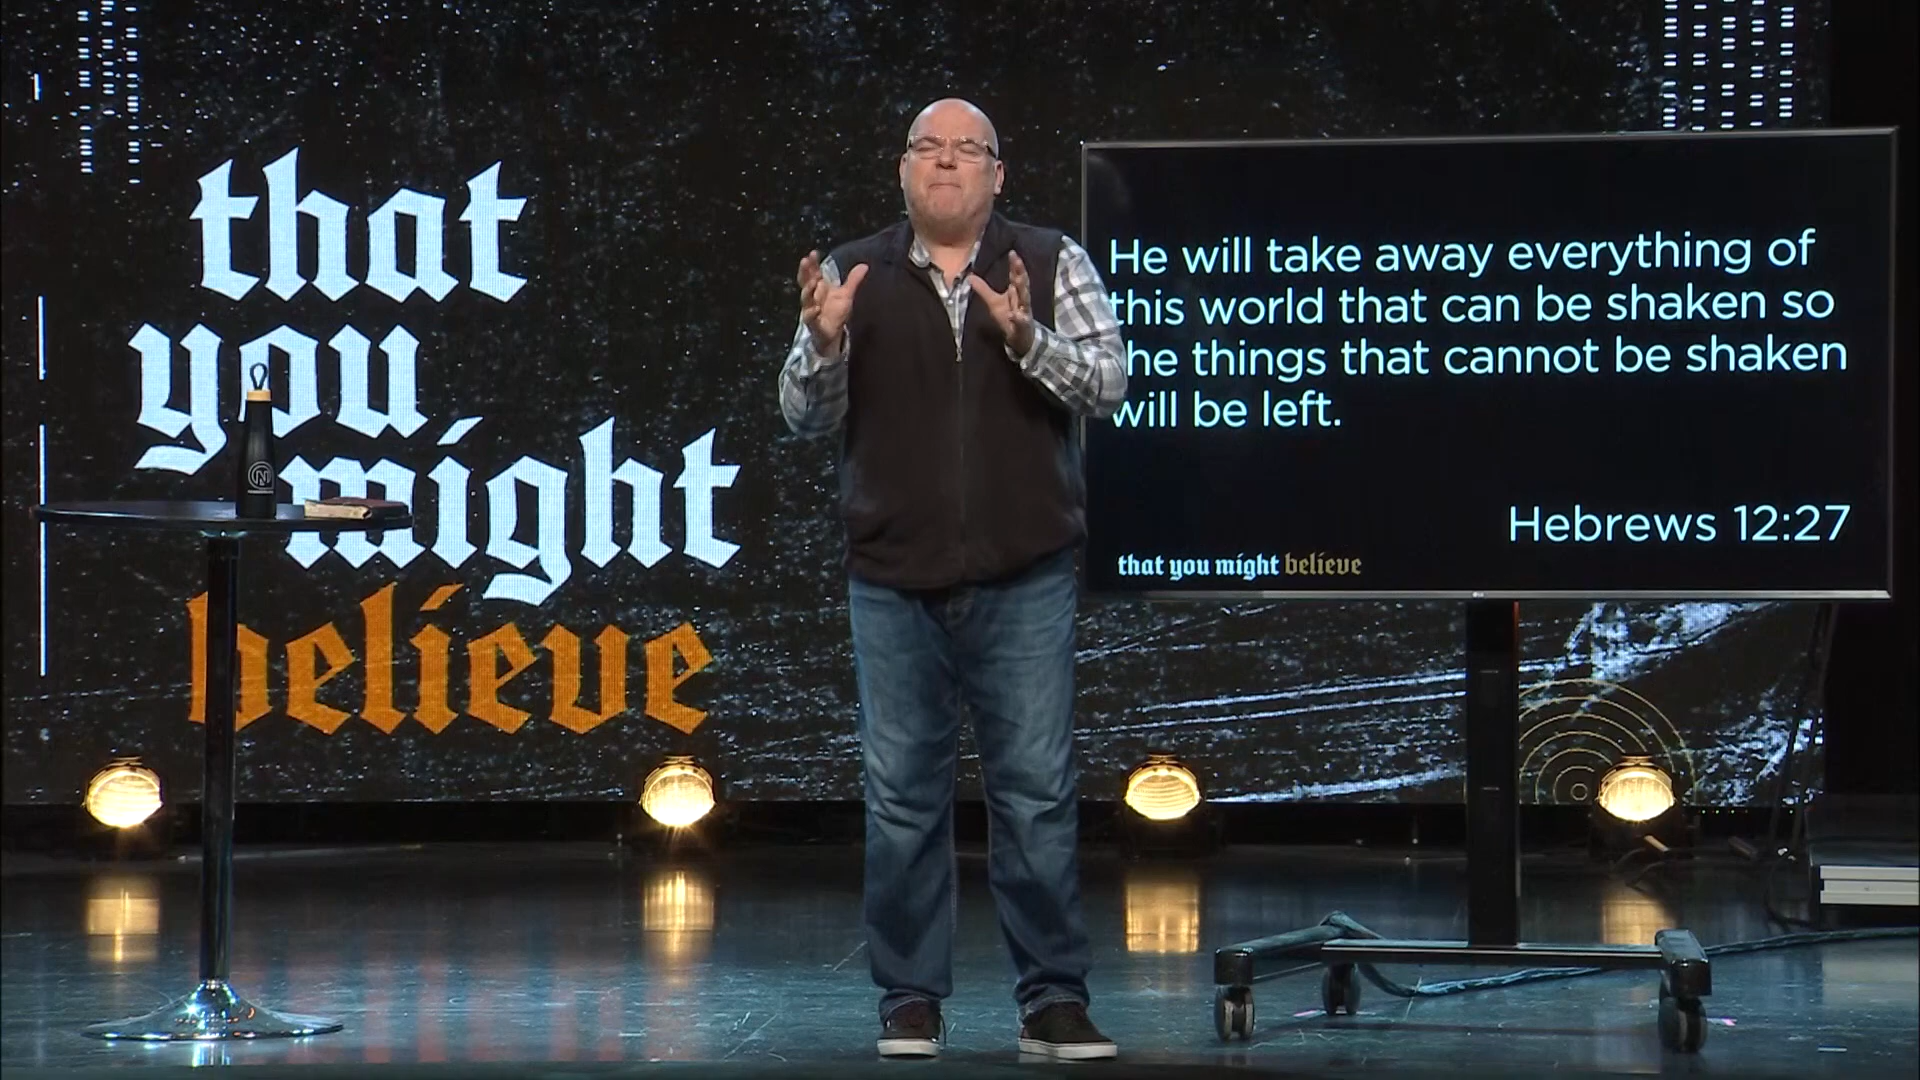 that
you
might
believe
He will take away everything of
this world that can be shaken so
the things that cannot be shaken
will be left.
Hebrews 12:27
that you might believe
N
LG